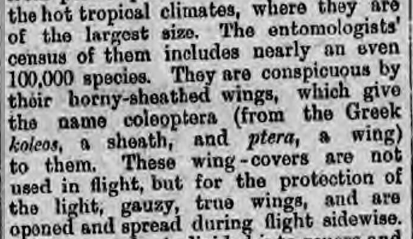 the hot tropical climates, where they are
of the largest size. The entomologists'
census of them includes nearly an even
100,000 species. They are conspicuous by
their horny-sheathed wings, which give
the name coleoptera (from the Greek
koleos, a sheath, and ptera, a wing)
to them. These wing-covers are not
used in flight, but for the protection of
the light, gauzy, true wings, and are
opened and spread during flight sidewise.